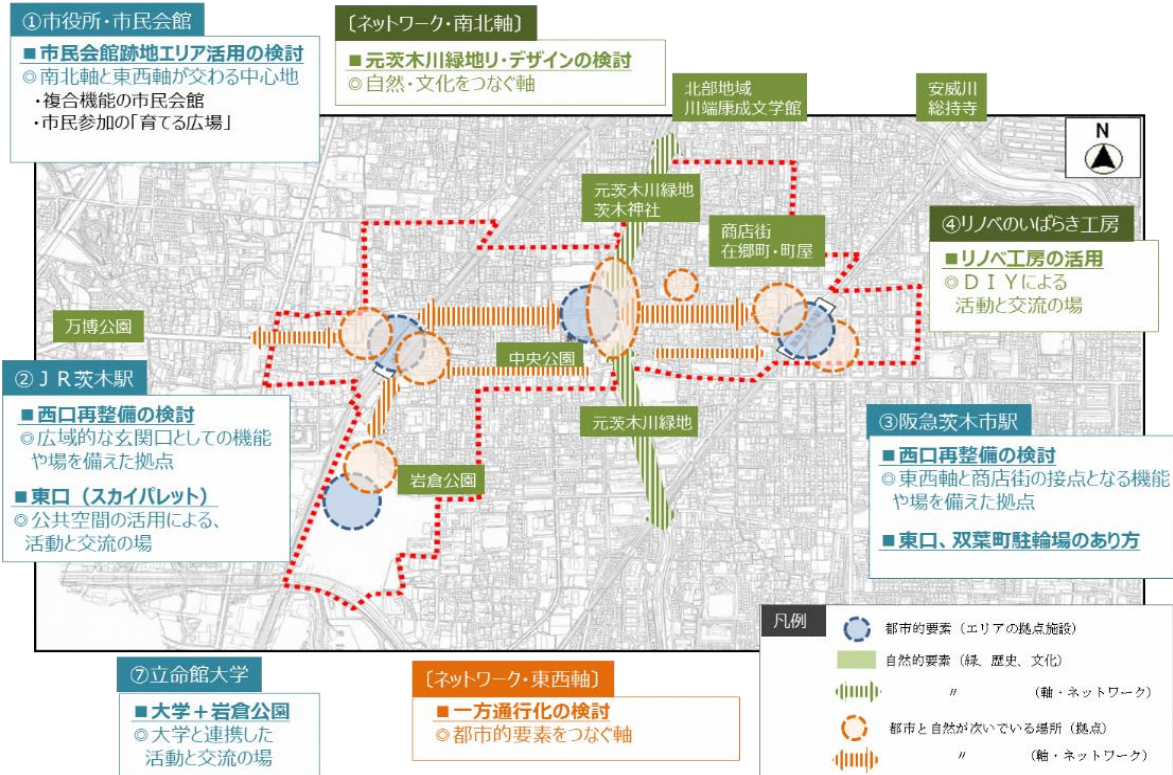 ①市役所・市民会館
■市民会館跡地エリア活用の検討
◎南北軸と東西軸が交わる中心地
・複合機能の市民会館
・市民参加の「育てる広場」
〔ネットワーク・南北軸〕
■元茨木川緑地リ・デザインの検討
◎自然・文化をつなぐ軸
北部地域
川端康成文学館
安威川
総持寺
N
元茨木川緑地
茨木神社
商店街
在郷町・町屋
④リノベのいばらき工房
■リノベ工房の活用
◎DIYによる
活動と交流の場
万博公園
中央公園
②JR茨木駅
■西口再整備の検討
◎広域的な玄関口としての機能
や場を備えた拠点
■東口（スカイパレット）
◎公共空間の活用による、
活動と交流の場
元茨木川緑地
岩倉公園
③阪急茨木市駅
■西口再整備の検討
◎東西軸と商店街の接点となる機能
や場を備えた拠点
■東口、双葉町駐輪場のあり方
⑦立命館大学
■大学＋岩倉公園
◎大学と連携した
活動と交流の場
〔ネットワーク・東西軸〕
■一方通行化の検討
◎都市的要素をつなぐ軸
凡例
都市的要素（エリアの拠点施設）
自然的要素（緑、歴史、文化）
〃 （軸・ネットワーク）
都市と自然が次いでいる場所（拠点）
〃 （軸・ネットワーク）